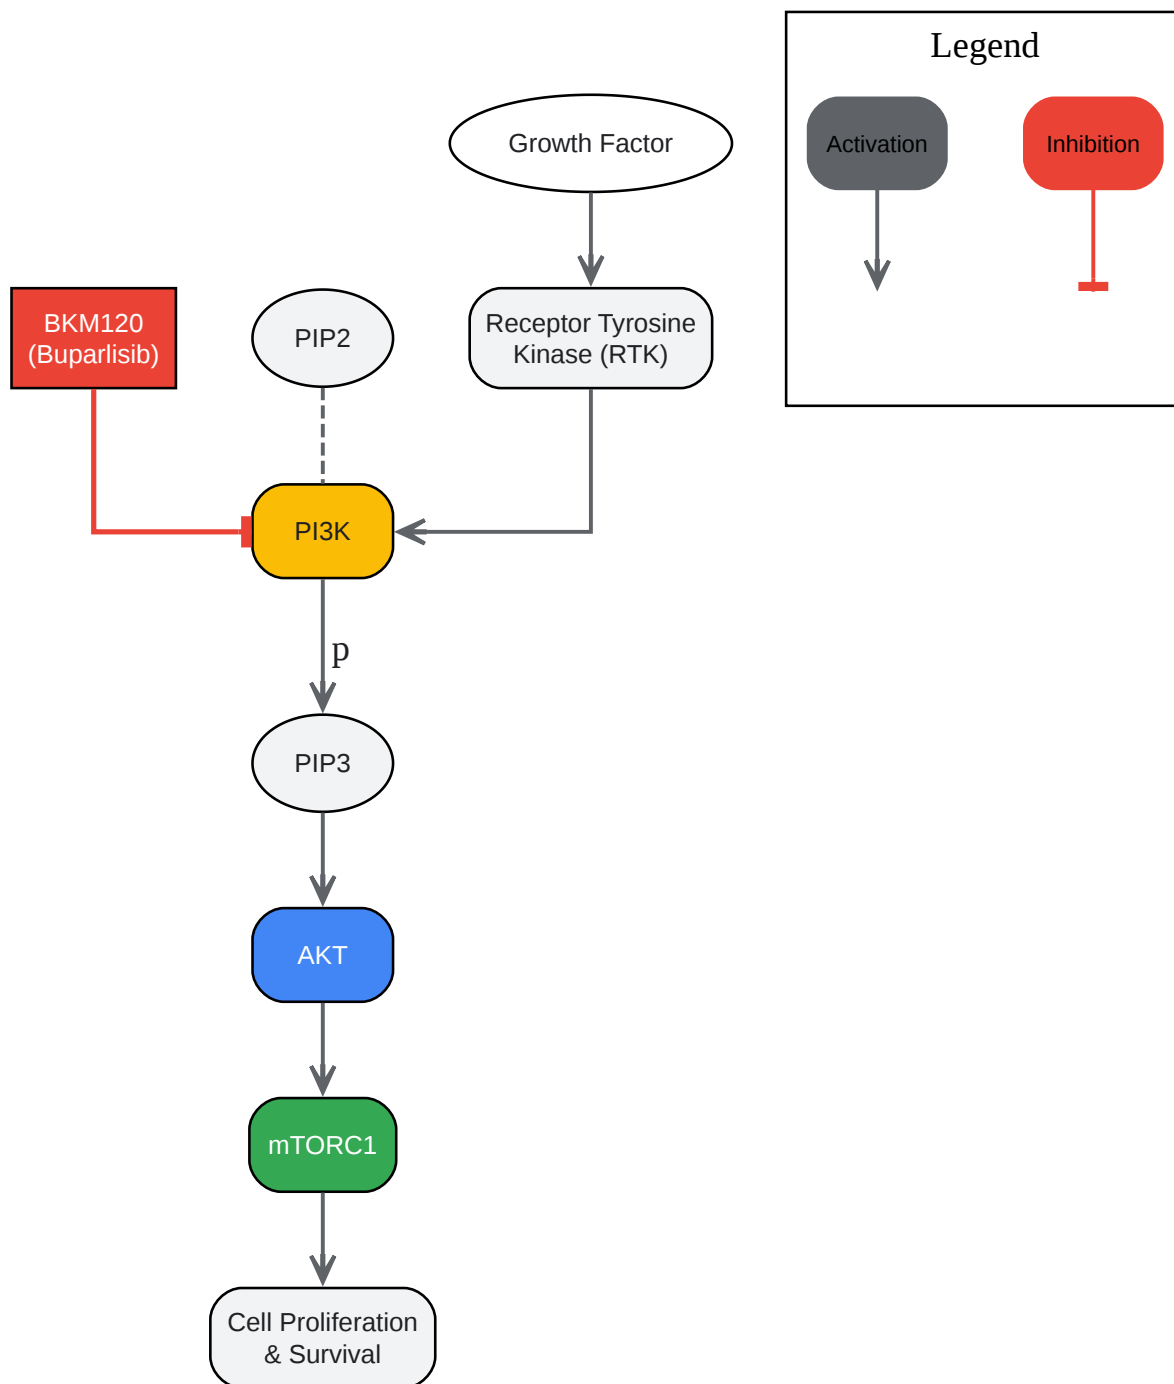 Legend
Activation
Inhibition
Growth Factor
BKM120
(Buparlisib)
PIP2
Receptor Tyrosine
Kinase (RTK)
PI3K
p
PIP3
AKT
mTORC1
Cell Proliferation
& Survival